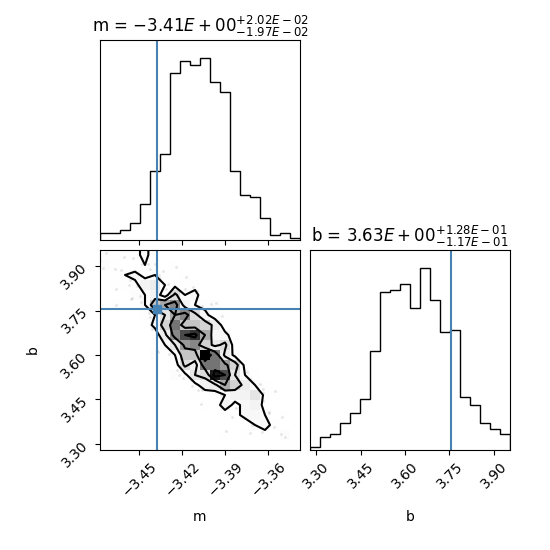 m = −3.41E + 00+2.02E − 02 −1.97E − 02
b = 3.63E + 00+1.28E − 01 −1.17E − 01
b
3.90
3.75
3.60
3.45
3.30
−3.45 −3.42 −3.39 −3.36
m
3.30 3.45 3.60 3.75 3.90
b